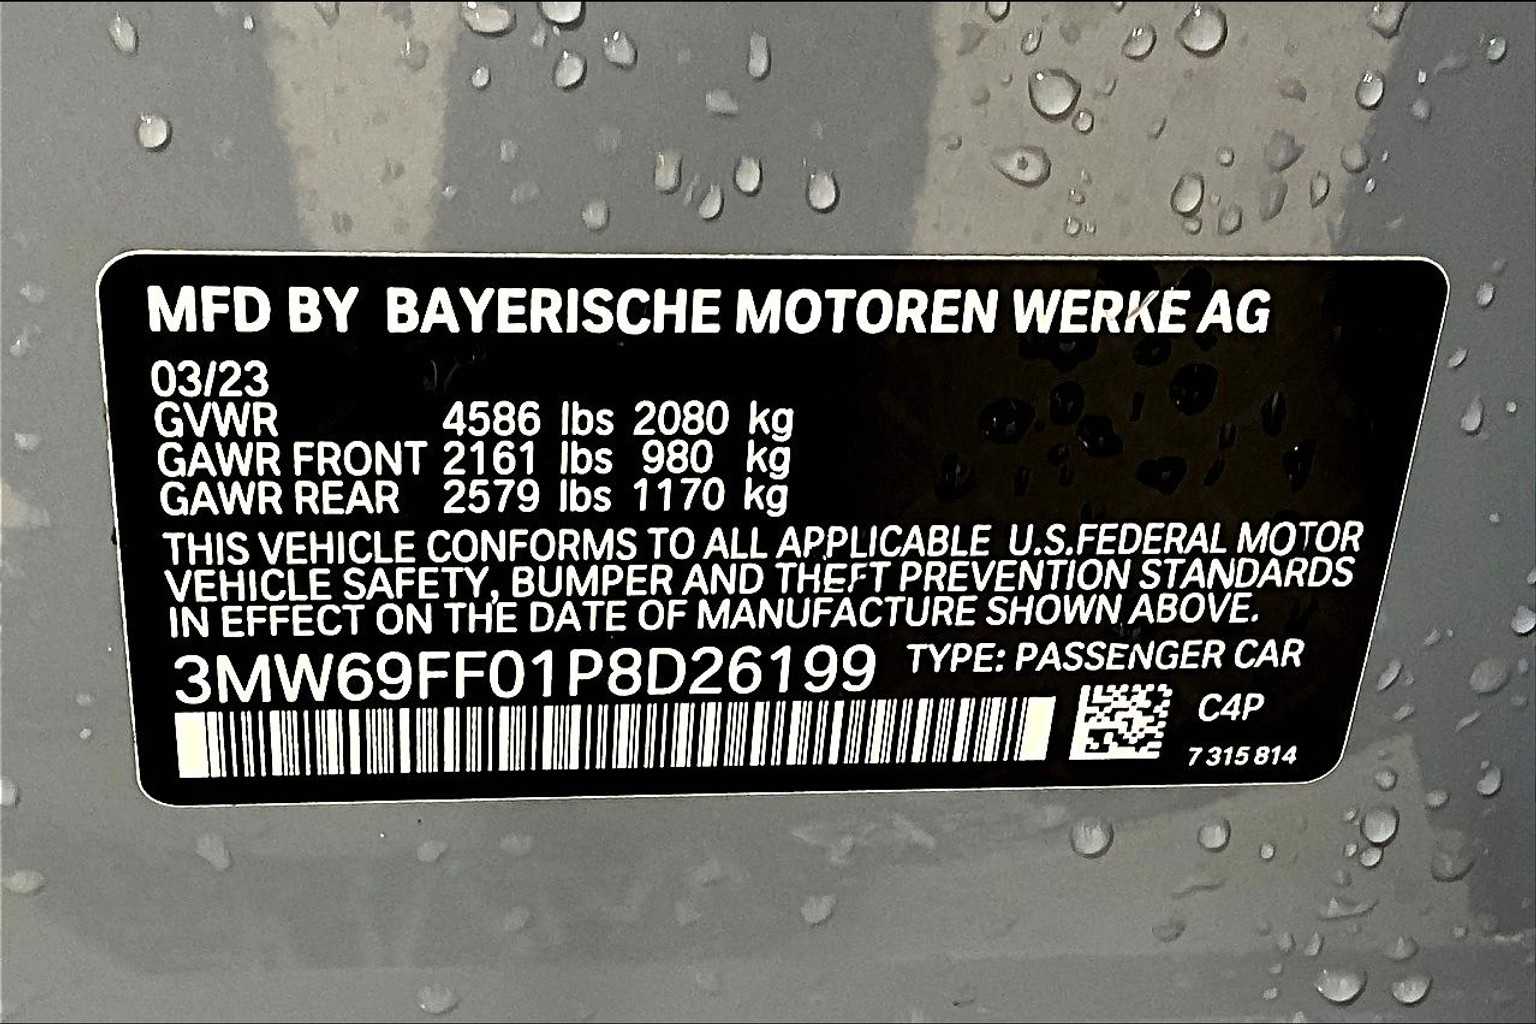 MFD BY BAYERISCHE MOTOREN WERKE AG
03/23
GVWR 4586 lbs 2080 kg
GAWR FRONT 2161 lbs 980 kg
GAWR REAR 2579 lbs 1170 kg
THIS VEHICLE CONFORMS TO ALL APPLICABLE U.S.FEDERAL MOTOR
VEHICLE SAFETY, BUMPER AND THEFT PREVENTION STANDARDS
IN EFFECT ON THE DATE OF MANUFACTURE SHOWN ABOVE.
3MW69FF01P8D26199 TYPE: PASSENGER CAR
C4P
7 315 814